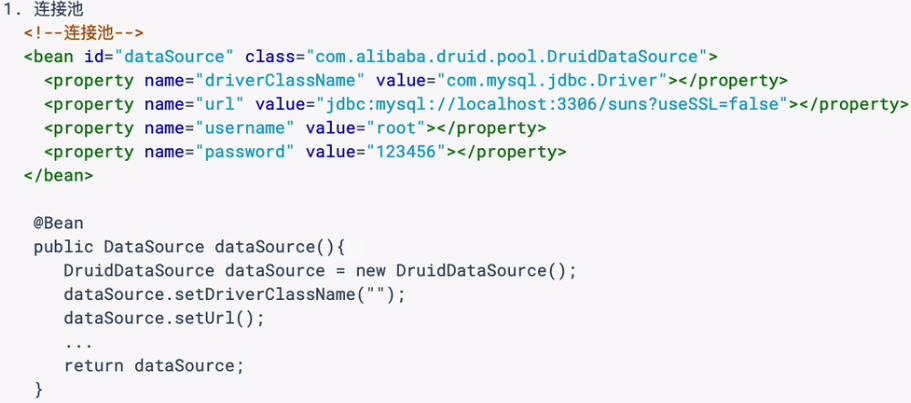 1. 连接池
<!--连接池-->
<bean id="dataSource" class="com.alibaba.druid.pool.DruidDataSource">
<property name="driverClassName" value="com.mysql.jdbc.Driver"></property>
<property name="url" value="jdbc:mysql://localhost:3306/suns?useSSL=false"></property>
<property name="username" value="root"></property>
<property name="password" value="123456"></property>
</bean>
@Bean
public DataSource dataSource(){
DruidDataSource dataSource = new DruidDataSource();
dataSource.setDriverClassName("");
dataSource.setUrl();
...
return dataSource;
}